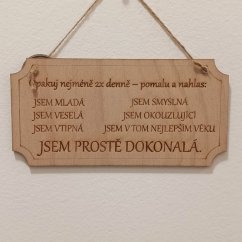 Opakuj nejméně 2x denně – pomalu a nahlas:
JSEM MLADÁ JSEM SMYSLNÁ
JSEM VESELÁ JSEM OKOUZLUJÍCÍ
JSEM VTIPNÁ JSEM V TOM NEJLEPŠÍM VĚKU
JSEM PROSTĚ DOKONALÁ.